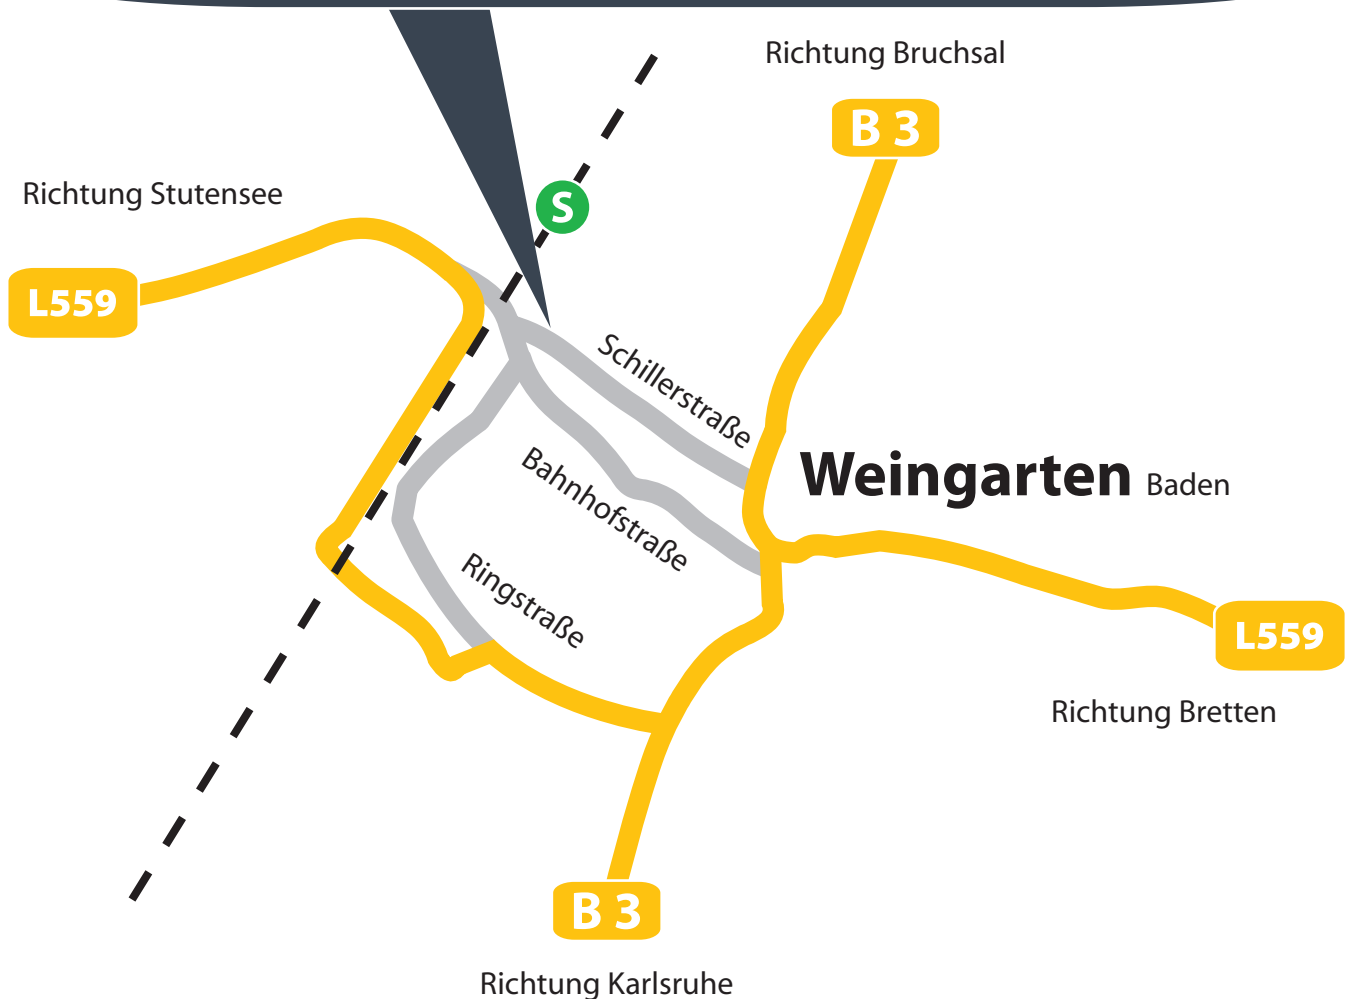 Richtung Bruchsal
B 3
Richtung Stutensee
S
L559
Schillerstraße
Weingarten Baden
Bahnhofstraße
Ringstraße
L559
Richtung Bretten
B 3
Richtung Karlsruhe